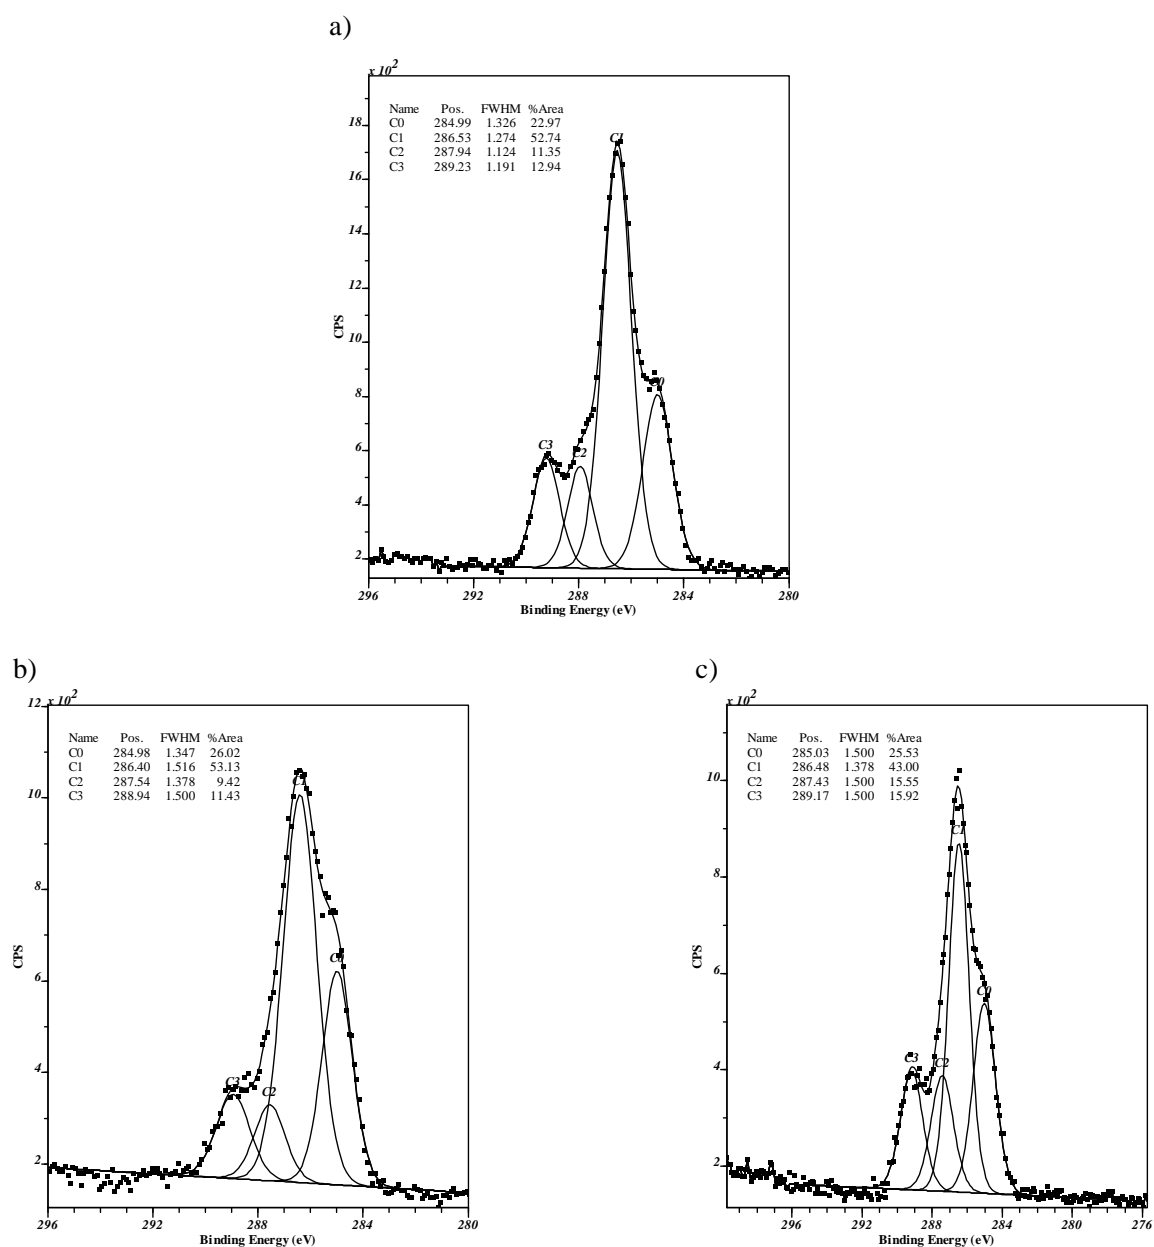 a)
x 10²
Name Pos. FWHM %Area
C0 284.99 1.326 22.97
C1 286.53 1.274 52.74
C2 287.94 1.124 11.35
C3 289.23 1.191 12.94
18
16
14
12
10
8
6
4
2
CPS
C1
C0
C3
C2
296 292 288 284 280
Binding Energy (eV)
b)
12 x 10²
Name Pos. FWHM %Area
C0 284.98 1.347 26.02
C1 286.40 1.516 53.13
C2 287.54 1.378 9.42
C3 288.94 1.500 11.43
10
8
6
4
2
CPS
C1
C0
C3
C2
296 292 288 284 280
Binding Energy (eV)
c)
x 10²
Name Pos. FWHM %Area
C0 285.03 1.500 25.53
C1 286.48 1.378 43.00
C2 287.43 1.500 15.55
C3 289.17 1.500 15.92
10
8
6
4
2
CPS
C1
C0
C3
C2
296 292 288 284 280 276
Binding Energy (eV)